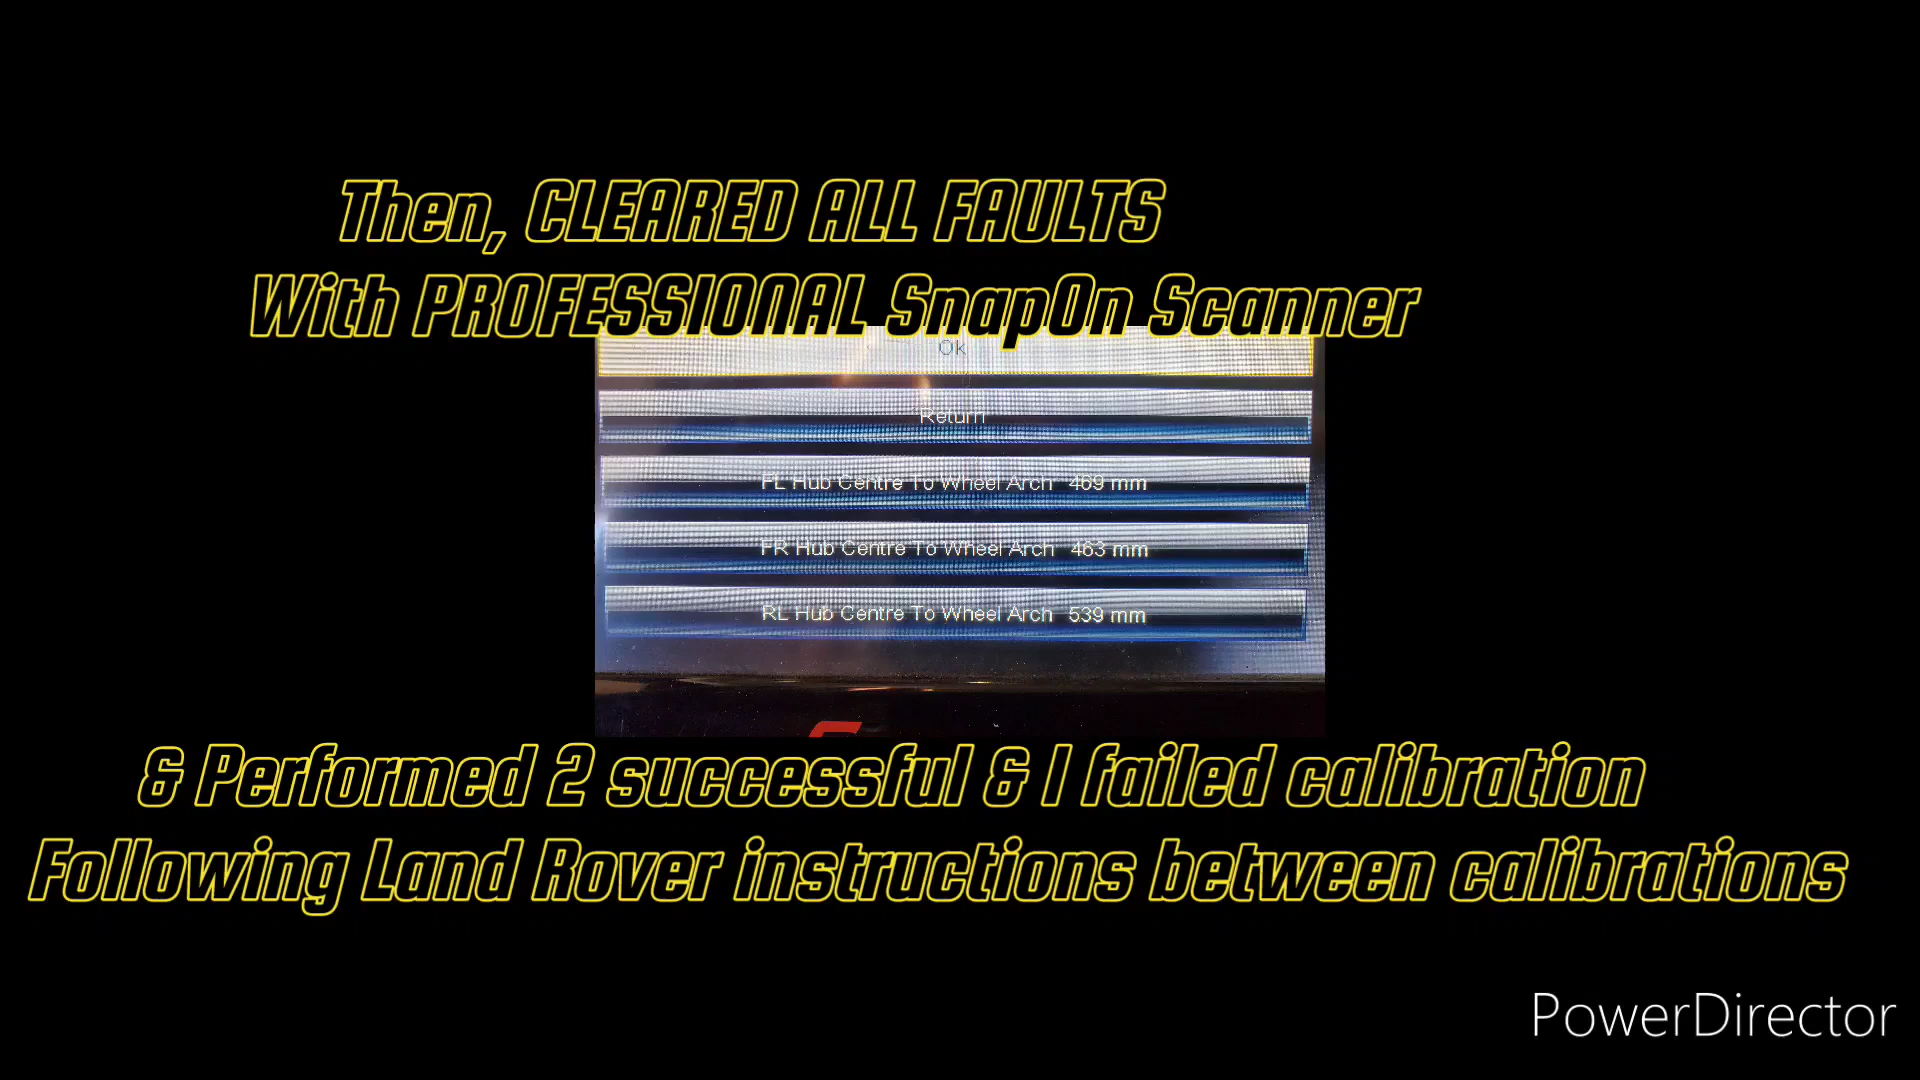 Then, CLEARED ALL FAULTS
With PROFESSIONAL SnapOn Scanner
Ok
Return
FL Hub Centre To Wheel Arch 469 mm
FR Hub Centre To Wheel Arch 463 mm
RL Hub Centre To Wheel Arch 539 mm
& Performed 2 successful & 1 failed calibration
Following Land Rover instructions between calibrations
PowerDirector